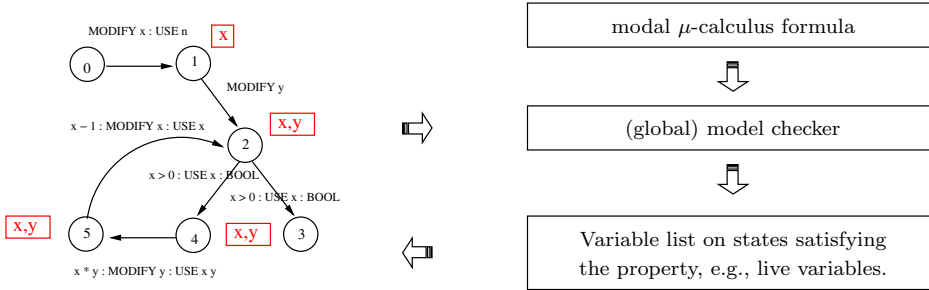 MODIFY x : USE n
x
0
1
MODIFY y
x – 1 : MODIFY x : USE x
x,y
2
x > 0 : USE x : BOOL
x > 0 : USE x : BOOL
x,y
5
4
x,y
3
x * y : MODIFY y : USE x y
modal μ-calculus formula
(global) model checker
Variable list on states satisfying
the property, e.g., live variables.